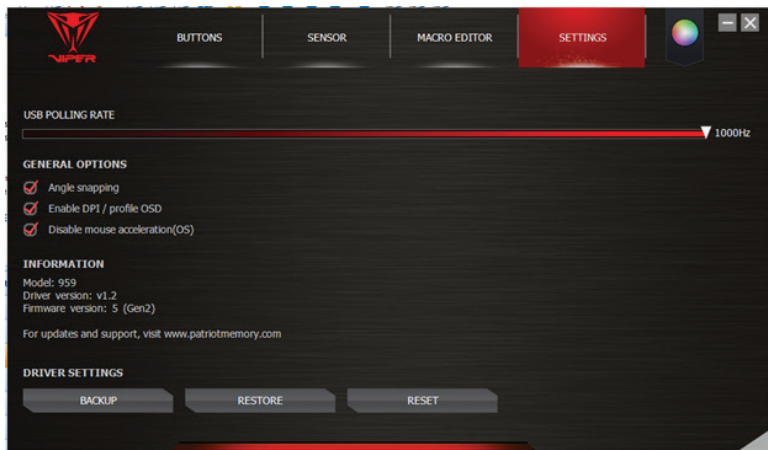 VIPER
BUTTONS
SENSOR
MACRO EDITOR
SETTINGS
USB POLLING RATE
1000Hz
GENERAL OPTIONS
Angle snapping
Enable DPI / profile OSD
Disable mouse acceleration(OS)
INFORMATION
Model: 959
Driver version: v1.2
Firmware version: 5 (Gen2)
For updates and support, visit www.patriotmemory.com
DRIVER SETTINGS
BACKUP
RESTORE
RESET